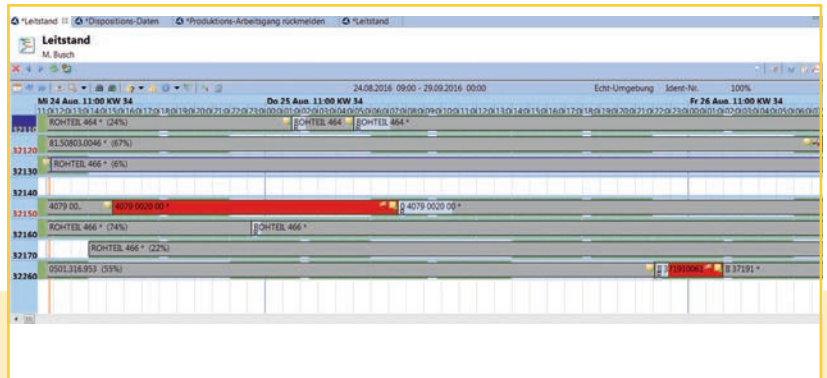 *Leitstand *Dispositions-Daten *Produktions-Arbeitsgang rückmelden *Leitstand
Leitstand
M. Busch
24.08.2016 09:00 - 29.09.2016 00:00 Echt-Umgebung Ident-Nr. 100%
Mi 24 Aug. 11:00 KW 34 Do 25 Aug. 11:00 KW 34 Fr 26 Aug. 11:00 KW 34
32110 ROHTEIL 464 * (24%) ROHTEIL 464 ROHTEIL 464 *
32120 81.50803.0046 * (67%)
32130 ROHTEIL 466 * (6%)
32140
32150 4079 00.. 4079 0020 00 * 0 4079 0020 00 *
32160 ROHTEIL 466 * (74%) ROHTEIL 466 *
32170 ROHTEIL 466 * (22%)
32260 0501.316.953 (55%) 371910061 37191 *